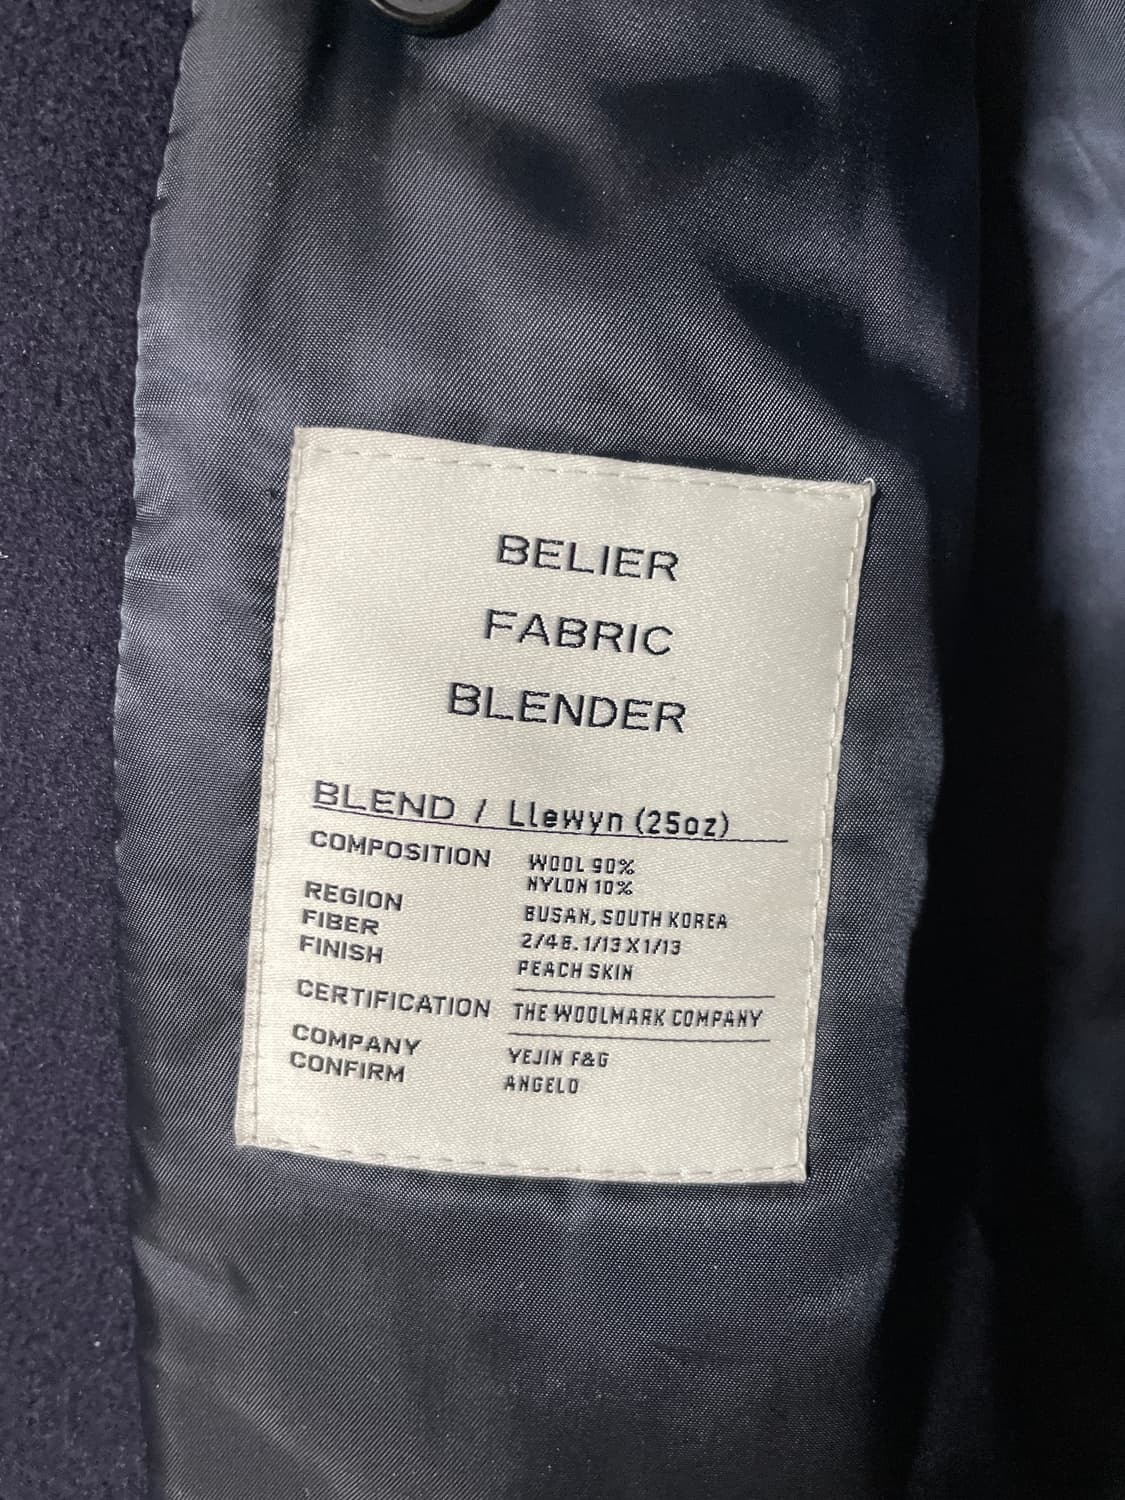 BELIER
FABRIC
BLENDER
BLEND / Llewyn (25oz)
COMPOSITION WOOL 90%
NYLON 10%
REGION BUSAN, SOUTH KOREA
FIBER 2/48. 1/13 X 1/13
FINISH PEACH SKIN
CERTIFICATION THE WOOLMARK COMPANY
COMPANY YEJIN F&G
CONFIRM ANGELO